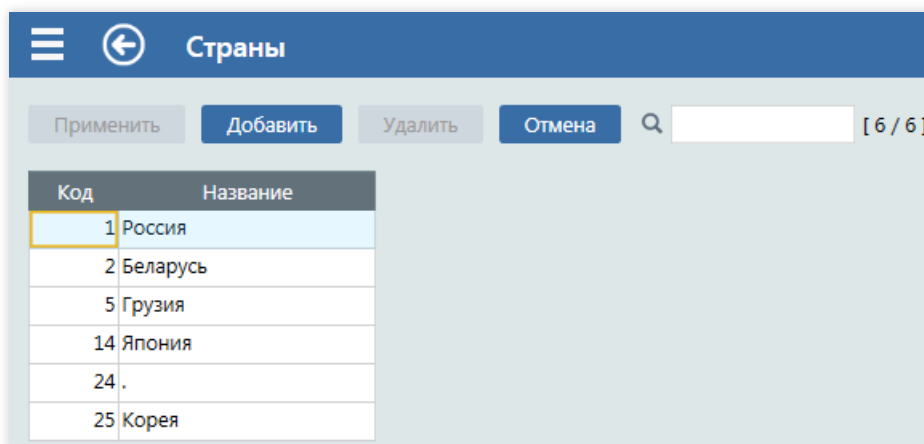 Страны
Применить Добавить Удалить Отмена [ 6 / 6 ]
Код Название
1 Россия
2 Беларусь
5 Грузия
14 Япония
24 .
25 Корея